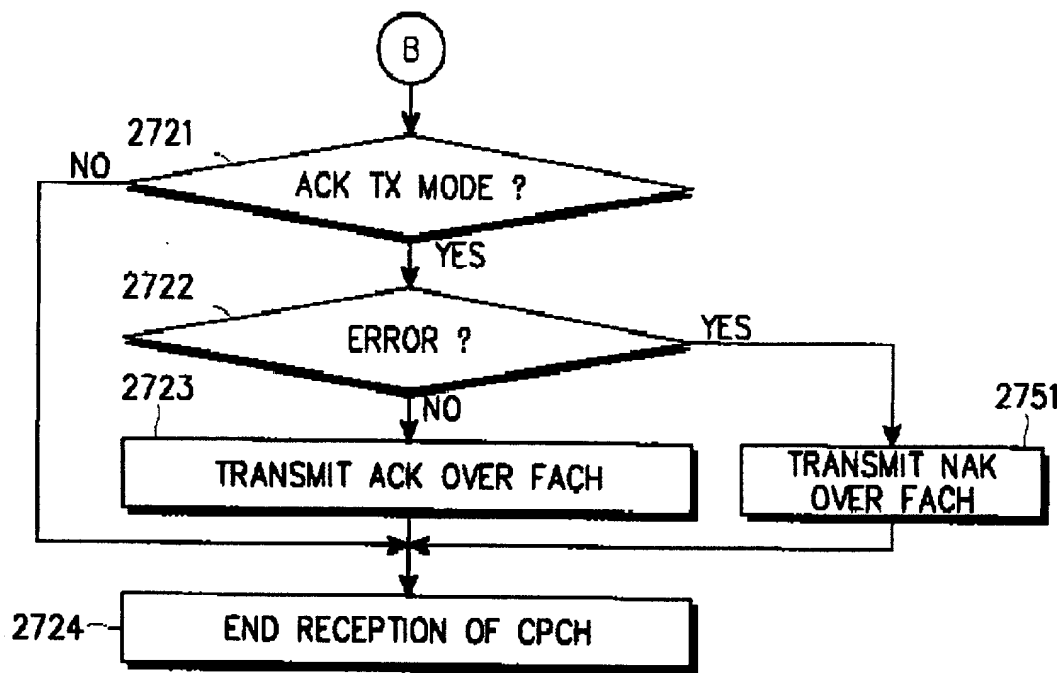 B
2721
NO
ACK TX MODE ?
YES
2722
ERROR ?
YES
2723
NO
2751
TRANSMIT ACK OVER FACH
TRANSMIT NAK
OVER FACH
2724
END RECEPTION OF CPCH